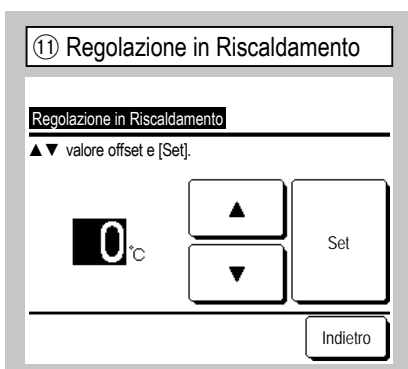 ⑪ Regolazione in Riscaldamento
Regolazione in Riscaldamento
▲▼ valore offset e [Set].
▲
0°C
Set
▼
Indietro